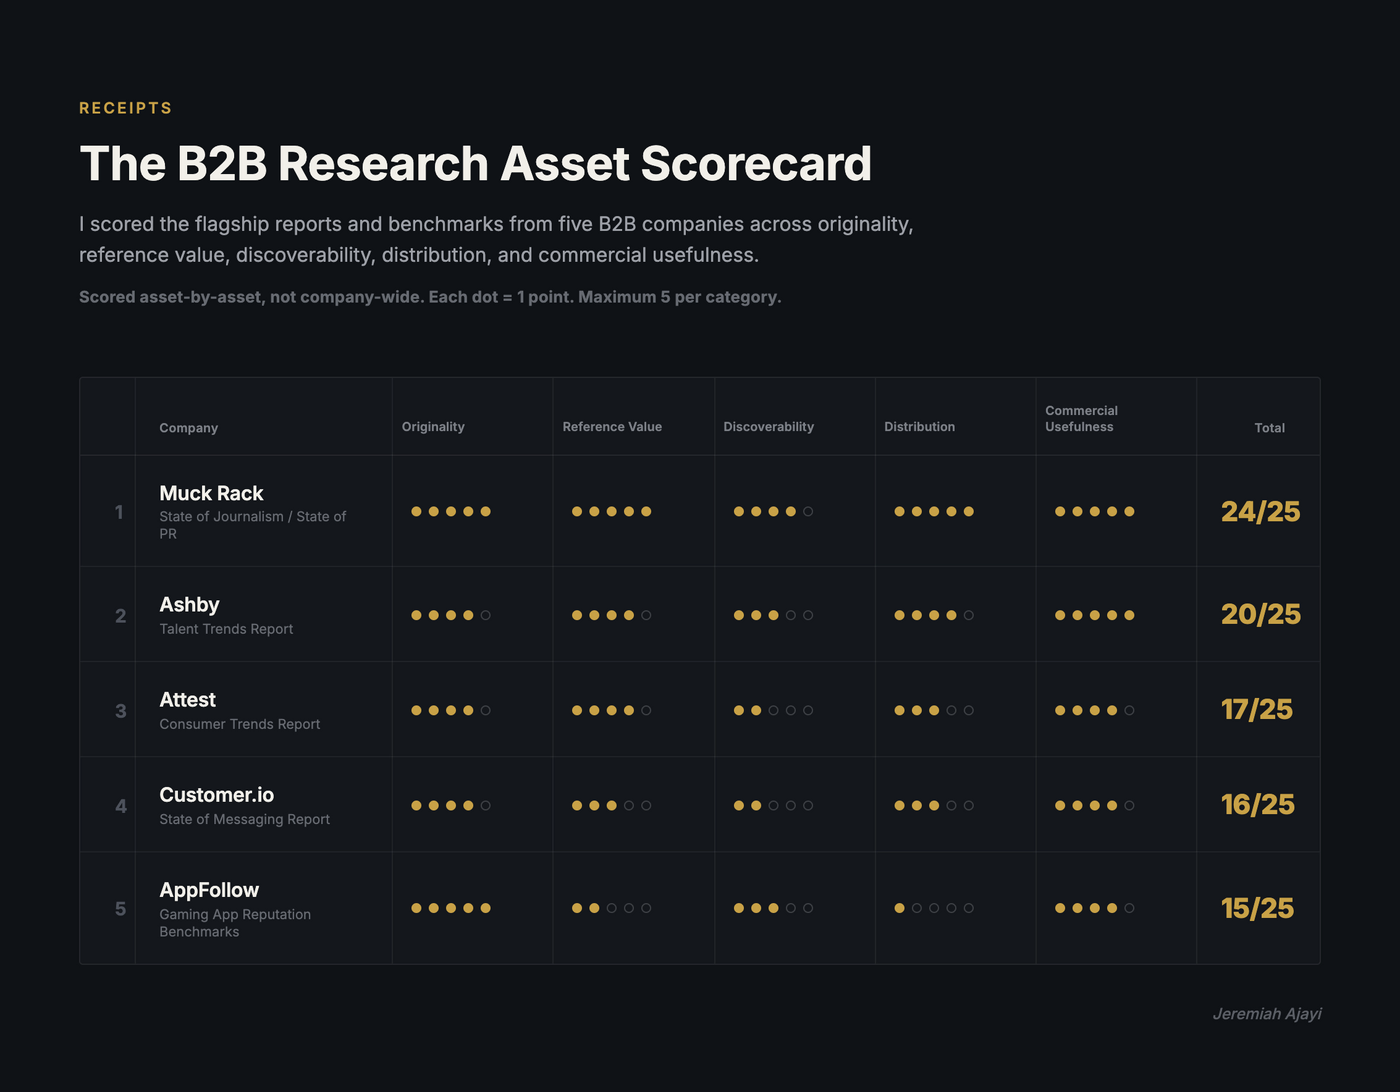 RECEIPTS
The B2B Research Asset Scorecard
I scored the flagship reports and benchmarks from five B2B companies across originality,
reference value, discoverability, distribution, and commercial usefulness.
Scored asset-by-asset, not company-wide. Each dot = 1 point. Maximum 5 per category.
Company
Originality
Reference Value
Discoverability
Distribution
Commercial
Usefulness
Total
1
Muck Rack
State of Journalism / State of
PR
24/25
2
Ashby
Talent Trends Report
20/25
3
Attest
Consumer Trends Report
17/25
4
Customer.io
State of Messaging Report
16/25
5
AppFollow
Gaming App Reputation
Benchmarks
15/25
Jeremiah Ajayi